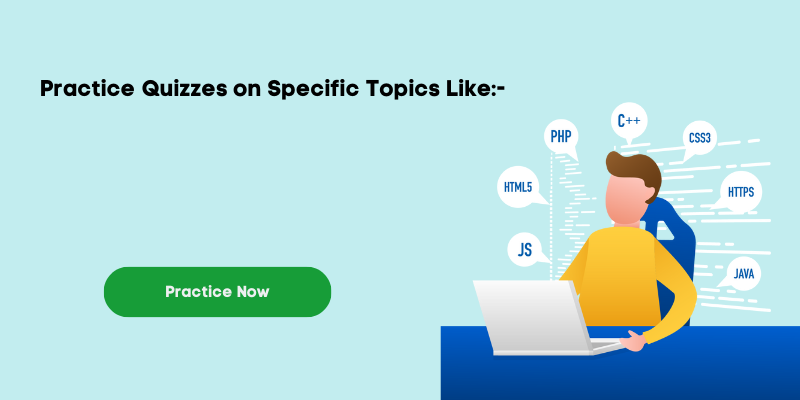 Practice Quizzes on Specific Topics Like:-
C++
PHP
CSS3
HTML5
HTTPS
JS
JAVA
Practice Now